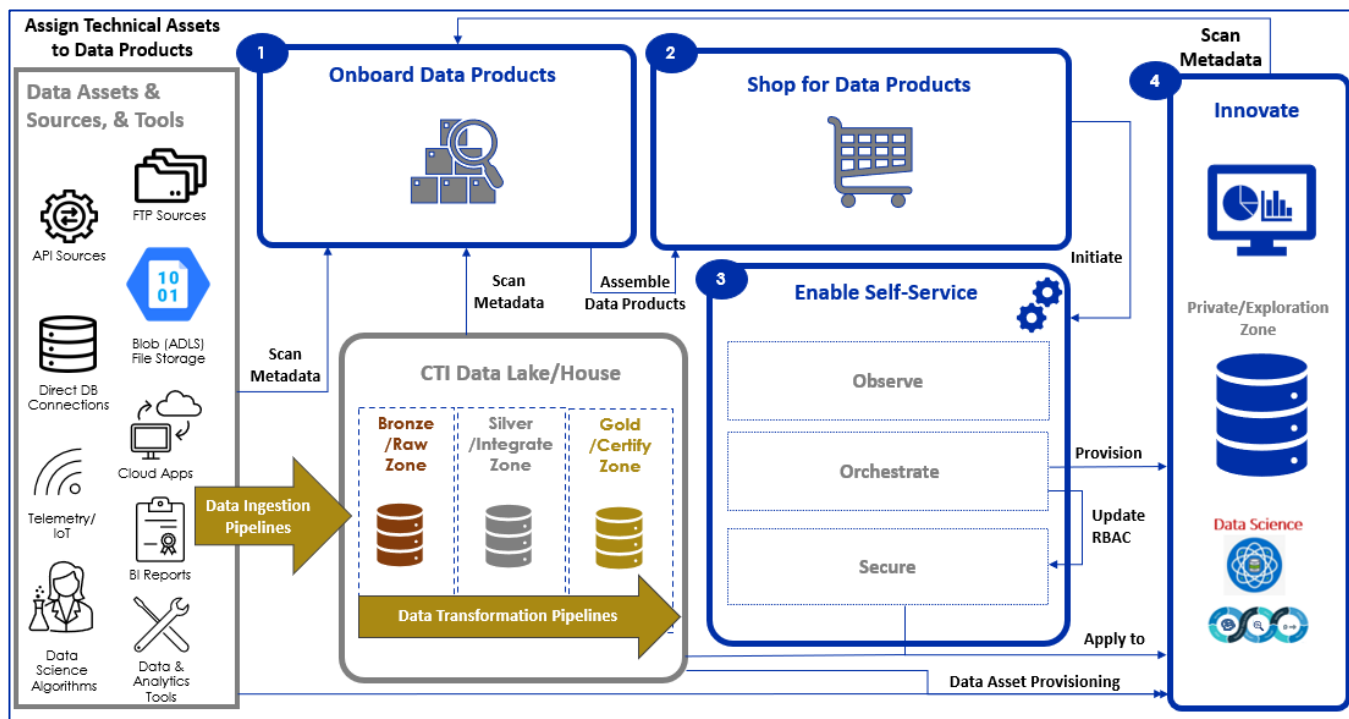 Assign Technical Assets
to Data Products
Data Assets &
Sources, & Tools
FTP Sources
API Sources
10
01
Blob (ADLS)
File Storage
Direct DB
Connections
Cloud Apps
Telemetry/
IoT
BI Reports
Data
Science
Algorithms
Data &
Analytics
Tools
Data Ingestion
Pipelines
Scan
Metadata
1
Onboard Data Products
Scan
Metadata
Assemble
Data Products
2
Shop for Data Products
Initiate
CTI Data Lake/House
Bronze
/Raw
Zone
Silver
/Integrate
Zone
Gold
/Certify
Zone
Data Transformation Pipelines
3
Enable Self-Service
Observe
Orchestrate
Secure
Provision
Update
RBAC
Apply to
Data Asset Provisioning
Scan
Metadata
4
Innovate
Private/Exploration
Zone
Data Science